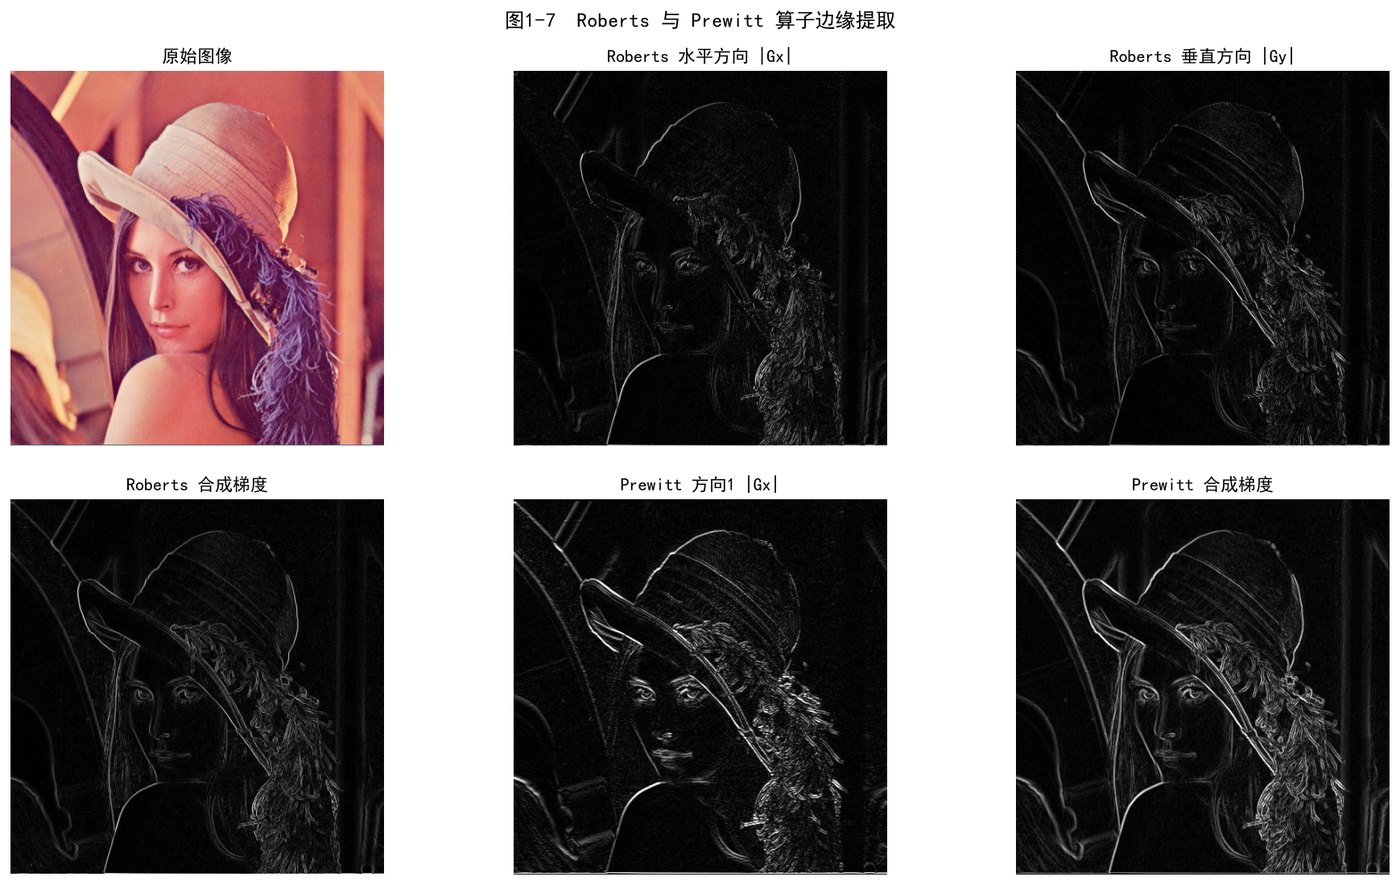 图1-7  Roberts 与 Prewitt 算子边缘提取
原始图像
Roberts 水平方向 |Gx|
Roberts 垂直方向 |Gy|
Roberts 合成梯度
Prewitt 方向1 |Gx|
Prewitt 合成梯度